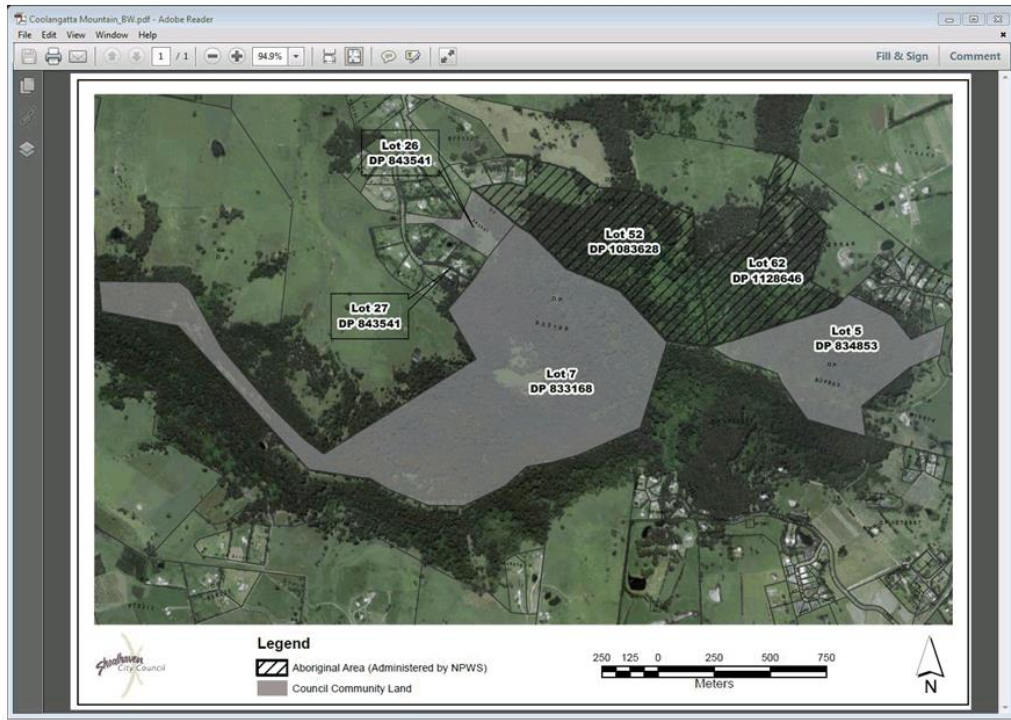 Coolangatta Mountain_BW.pdf - Adobe Reader
File Edit View Window Help
1 / 1 94.9% Fill & Sign Comment
Lot 26
DP 843541
Lot 52
DP 1083628
Lot 62
DP 1128646
Lot 27
DP 843541
Lot 5
DP 834853
DP
Lot 7
DP 833168
DP
833168
Shoalhaven
City Council
Legend
Aboriginal Area (Administered by NPWS)
Council Community Land
250 125 0 250 500 750
Meters
N